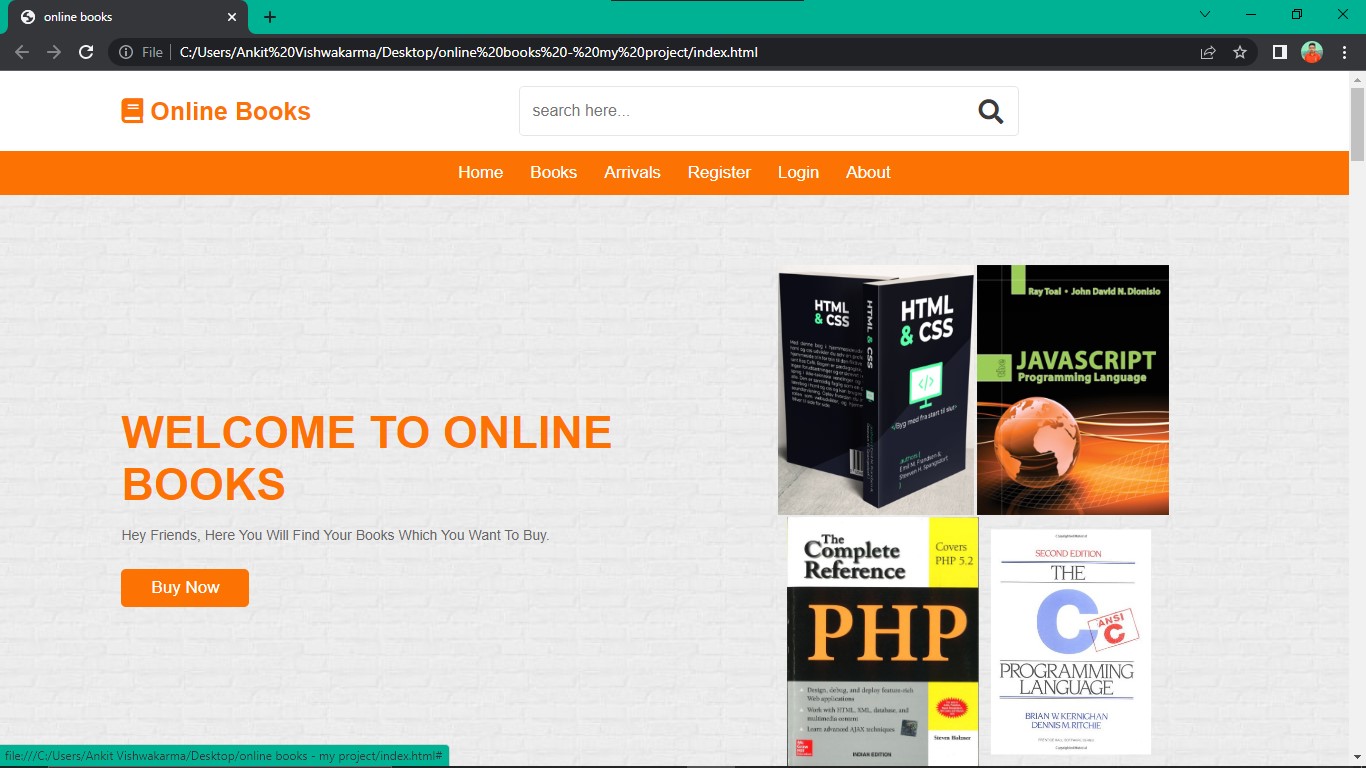 online books
File
C:/Users/Ankit%20Vishwakarma/Desktop/online%20books%20-%20my%20project/index.html
Online Books
search here...
Home Books Arrivals Register Login About
WELCOME TO ONLINE
BOOKS
Hey Friends, Here You Will Find Your Books Which You Want To Buy.
Buy Now
HTML
& CSS
HTML & CSS
HTML
& CSS
</>
Byg med fra start til slut
Emil M. Frandsen &
Ray Toal • John David N. Dionisio
JAVASCRIPT
Programming Language
The
Complete
Reference
Covers
PHP 5.2
PHP
Design, debug, and deploy feature-rich
Web applications
Work with HTML, XML, database, and
multimedia content
Learn advanced AJAX techniques
Steven Holzner
INDIAN EDITION
SECOND EDITION
THE
C
ANSI
C
PROGRAMMING
LANGUAGE
BRIAN W. KERNIGHAN
DENNIS M. RITCHIE
file:///C:/Users/Ankit Vishwakarma/Desktop/online books - my project/index.html#